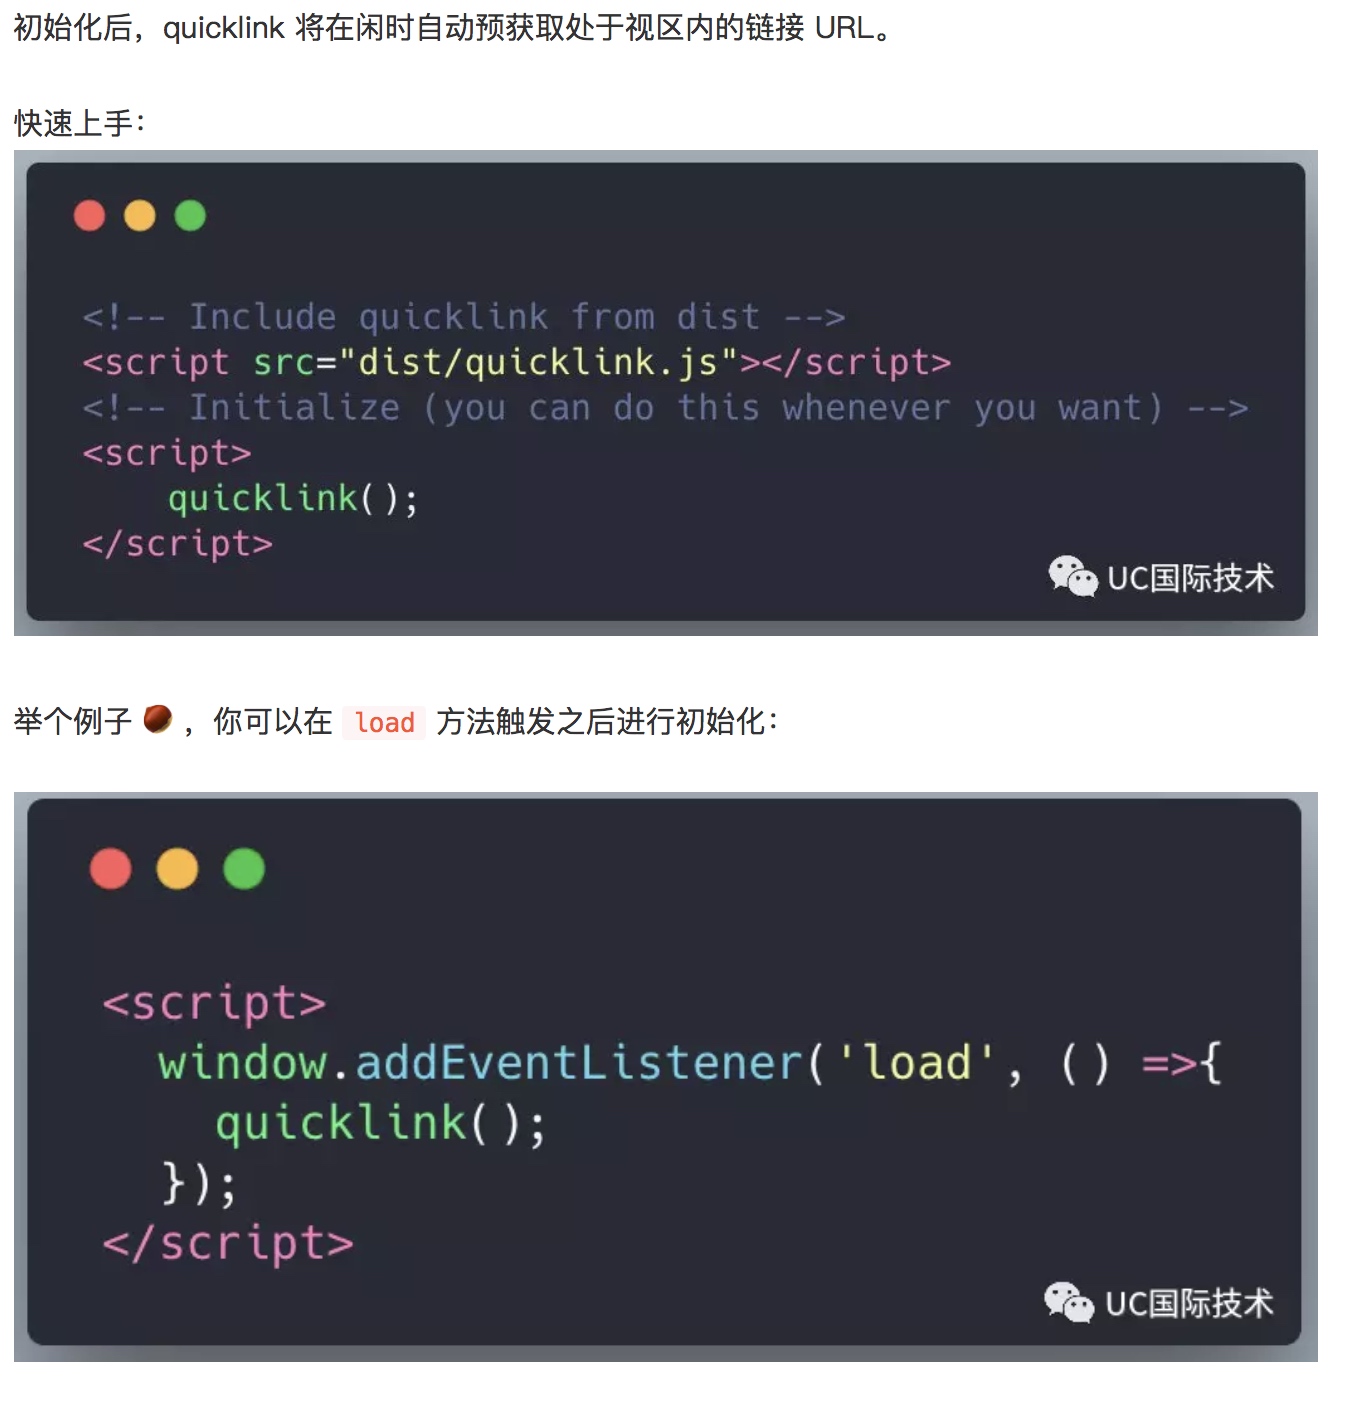 初始化后，quicklink 将在闲时自动预获取处于视区内的链接 URL。
快速上手：
<!-- Include quicklink from dist -->
<script src="dist/quicklink.js"></script>
<!-- Initialize (you can do this whenever you want) -->
<script>
    quicklink();
</script>
UC国际技术
举个例子 🌰 ，你可以在 load 方法触发之后进行初始化：
<script>
  window.addEventListener('load', () =>{
    quicklink();
  });
</script>
UC国际技术